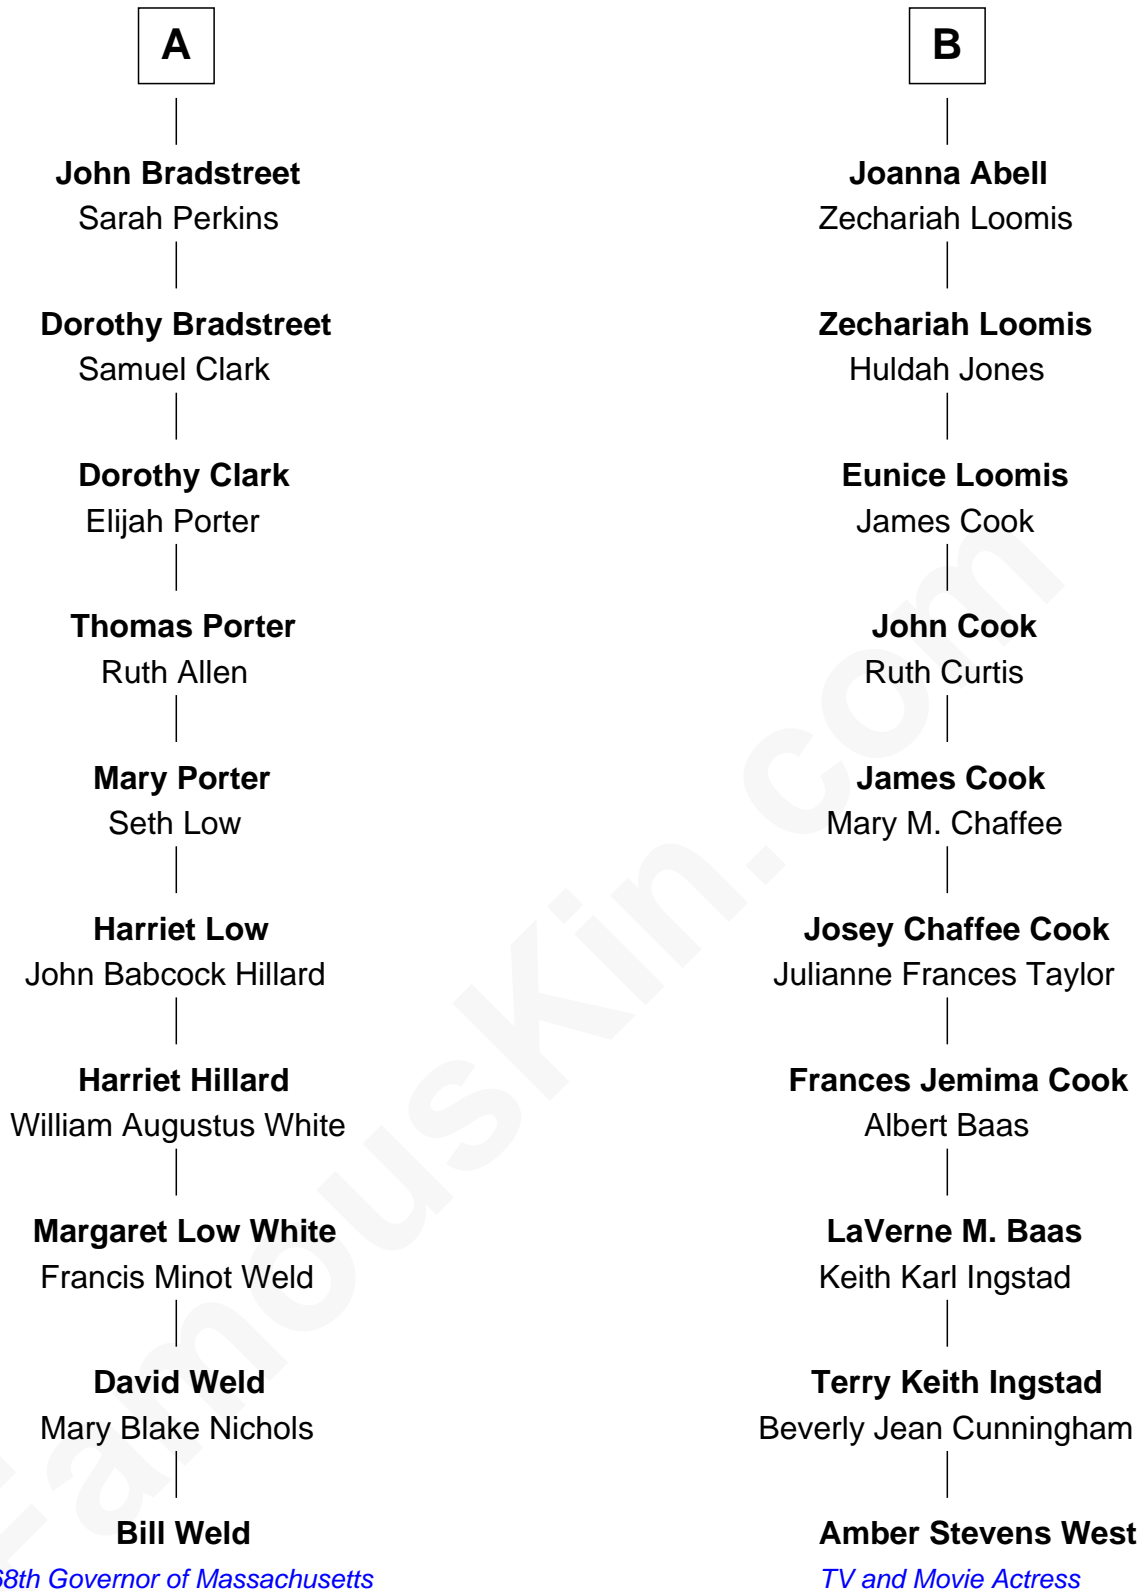 A
John Bradstreet
Sarah Perkins
Dorothy Bradstreet
Samuel Clark
Dorothy Clark
Elijah Porter
Thomas Porter
Ruth Allen
Mary Porter
Seth Low
Harriet Low
John Babcock Hillard
Harriet Hillard
William Augustus White
Margaret Low White
Francis Minot Weld
David Weld
Mary Blake Nichols
Bill Weld
68th Governor of Massachusetts
B
Joanna Abell
Zechariah Loomis
Zechariah Loomis
Huldah Jones
Eunice Loomis
James Cook
John Cook
Ruth Curtis
James Cook
Mary M. Chaffee
Josey Chaffee Cook
Julianne Frances Taylor
Frances Jemima Cook
Albert Baas
LaVerne M. Baas
Keith Karl Ingstad
Terry Keith Ingstad
Beverly Jean Cunningham
Amber Stevens West
TV and Movie Actress
FamousKin.com